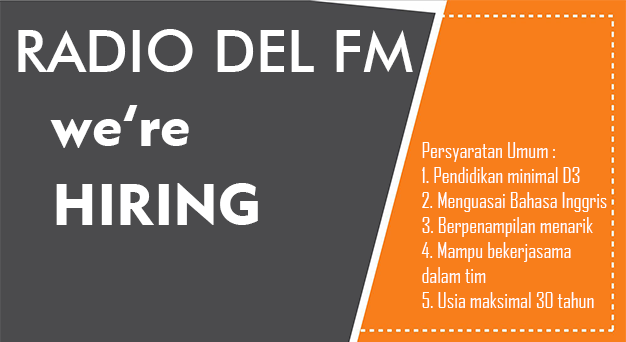 RADIO DEL FM
we're
HIRING
Persyaratan Umum :
1. Pendidikan minimal D3
2. Menguasai Bahasa Inggris
3. Berpenampilan menarik
4. Mampu bekerjasama
dalam tim
5. Usia maksimal 30 tahun